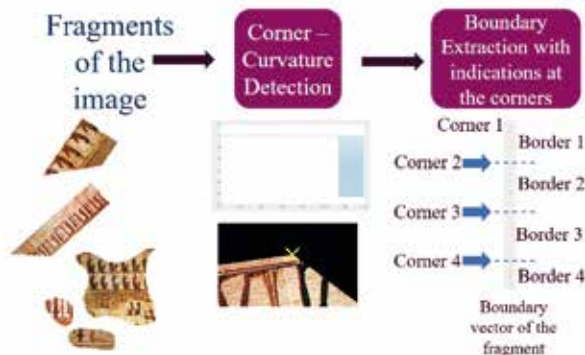 Fragments
of the
image
Corner –
Curvature
Detection
Boundary
Extraction with
indications at
the corners
Corner 1
Border 1
Corner 2
Border 2
Corner 3
Border 3
Corner 4
Border 4
Boundary
vector of the
fragment